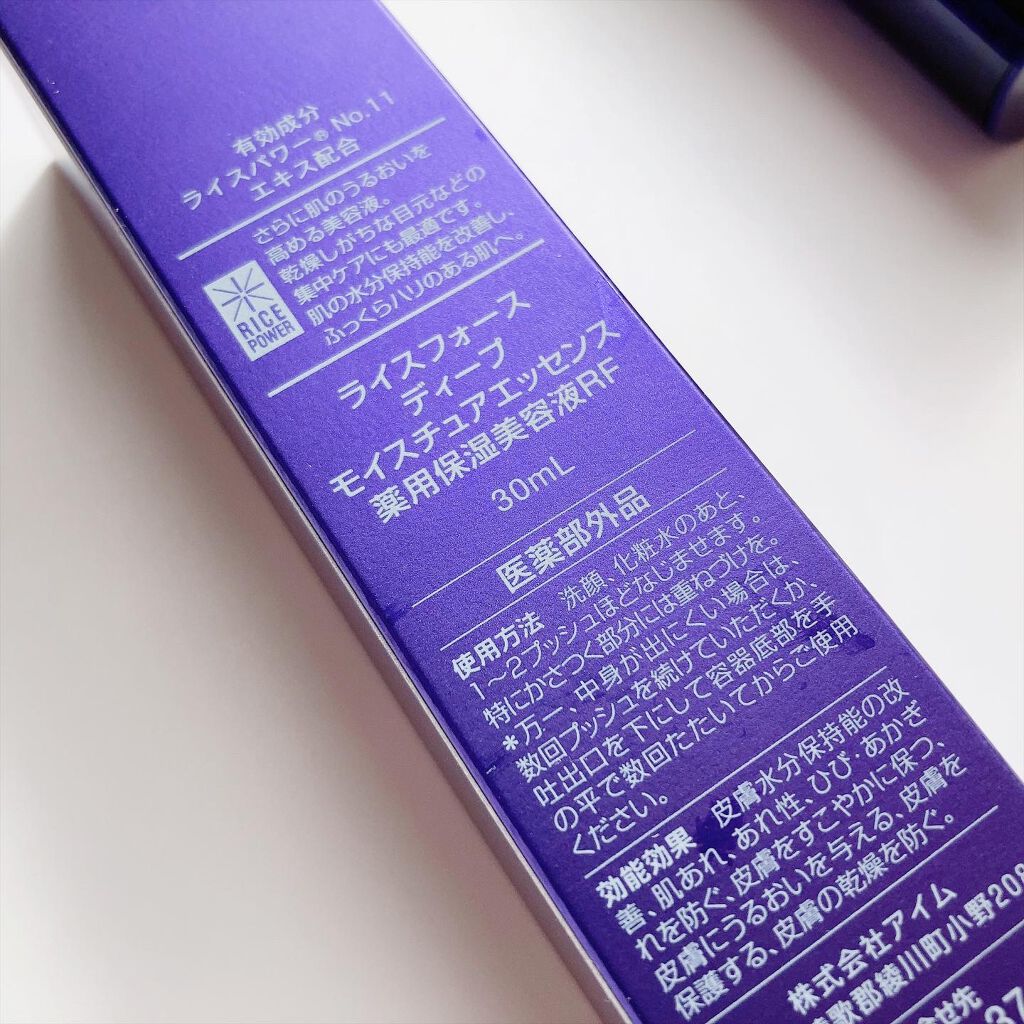 有効成分
ライスパワー® No.11
エキス配合
さらに肌のうるおいを
高める美容液。
乾燥しがちな目元などの
集中ケアにも最適です。
肌の水分保持能を改善し、
ふっくらハリのある肌へ。
RICE
POWER
ライスフォース
ディープ
モイスチュアエッセンス
薬用保湿美容液RF
30mL
医薬部外品
使用方法 洗顔、化粧水のあと、
1～2プッシュほどなじませます。
特にかさつく部分には重ねづけを。
*万一、中身が出にくい場合は、
数回プッシュを続けていただくか、
吐出口を下にして容器底部を手
の平で数回たたいてからご使用
ください。
効能効果 皮膚水分保持能の改
善、肌あれ、あれ性、ひび・あかぎ
れを防ぐ、皮膚をすこやかに保つ、
皮膚にうるおいを与える、皮膚を
保護する、皮膚の乾燥を防ぐ。
株式会社アイム
歌郡綾川町小野20
合せ先
37